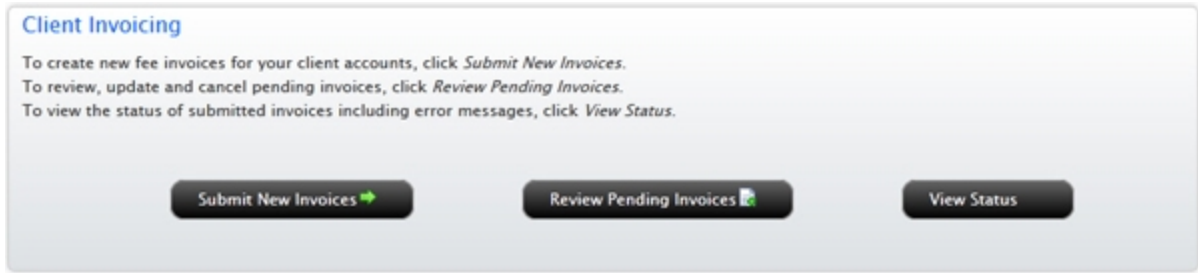 Client Invoicing
To create new fee invoices for your client accounts, click Submit New Invoices.
To review, update and cancel pending invoices, click Review Pending Invoices.
To view the status of submitted invoices including error messages, click View Status.
Submit New Invoices
Review Pending Invoices
View Status